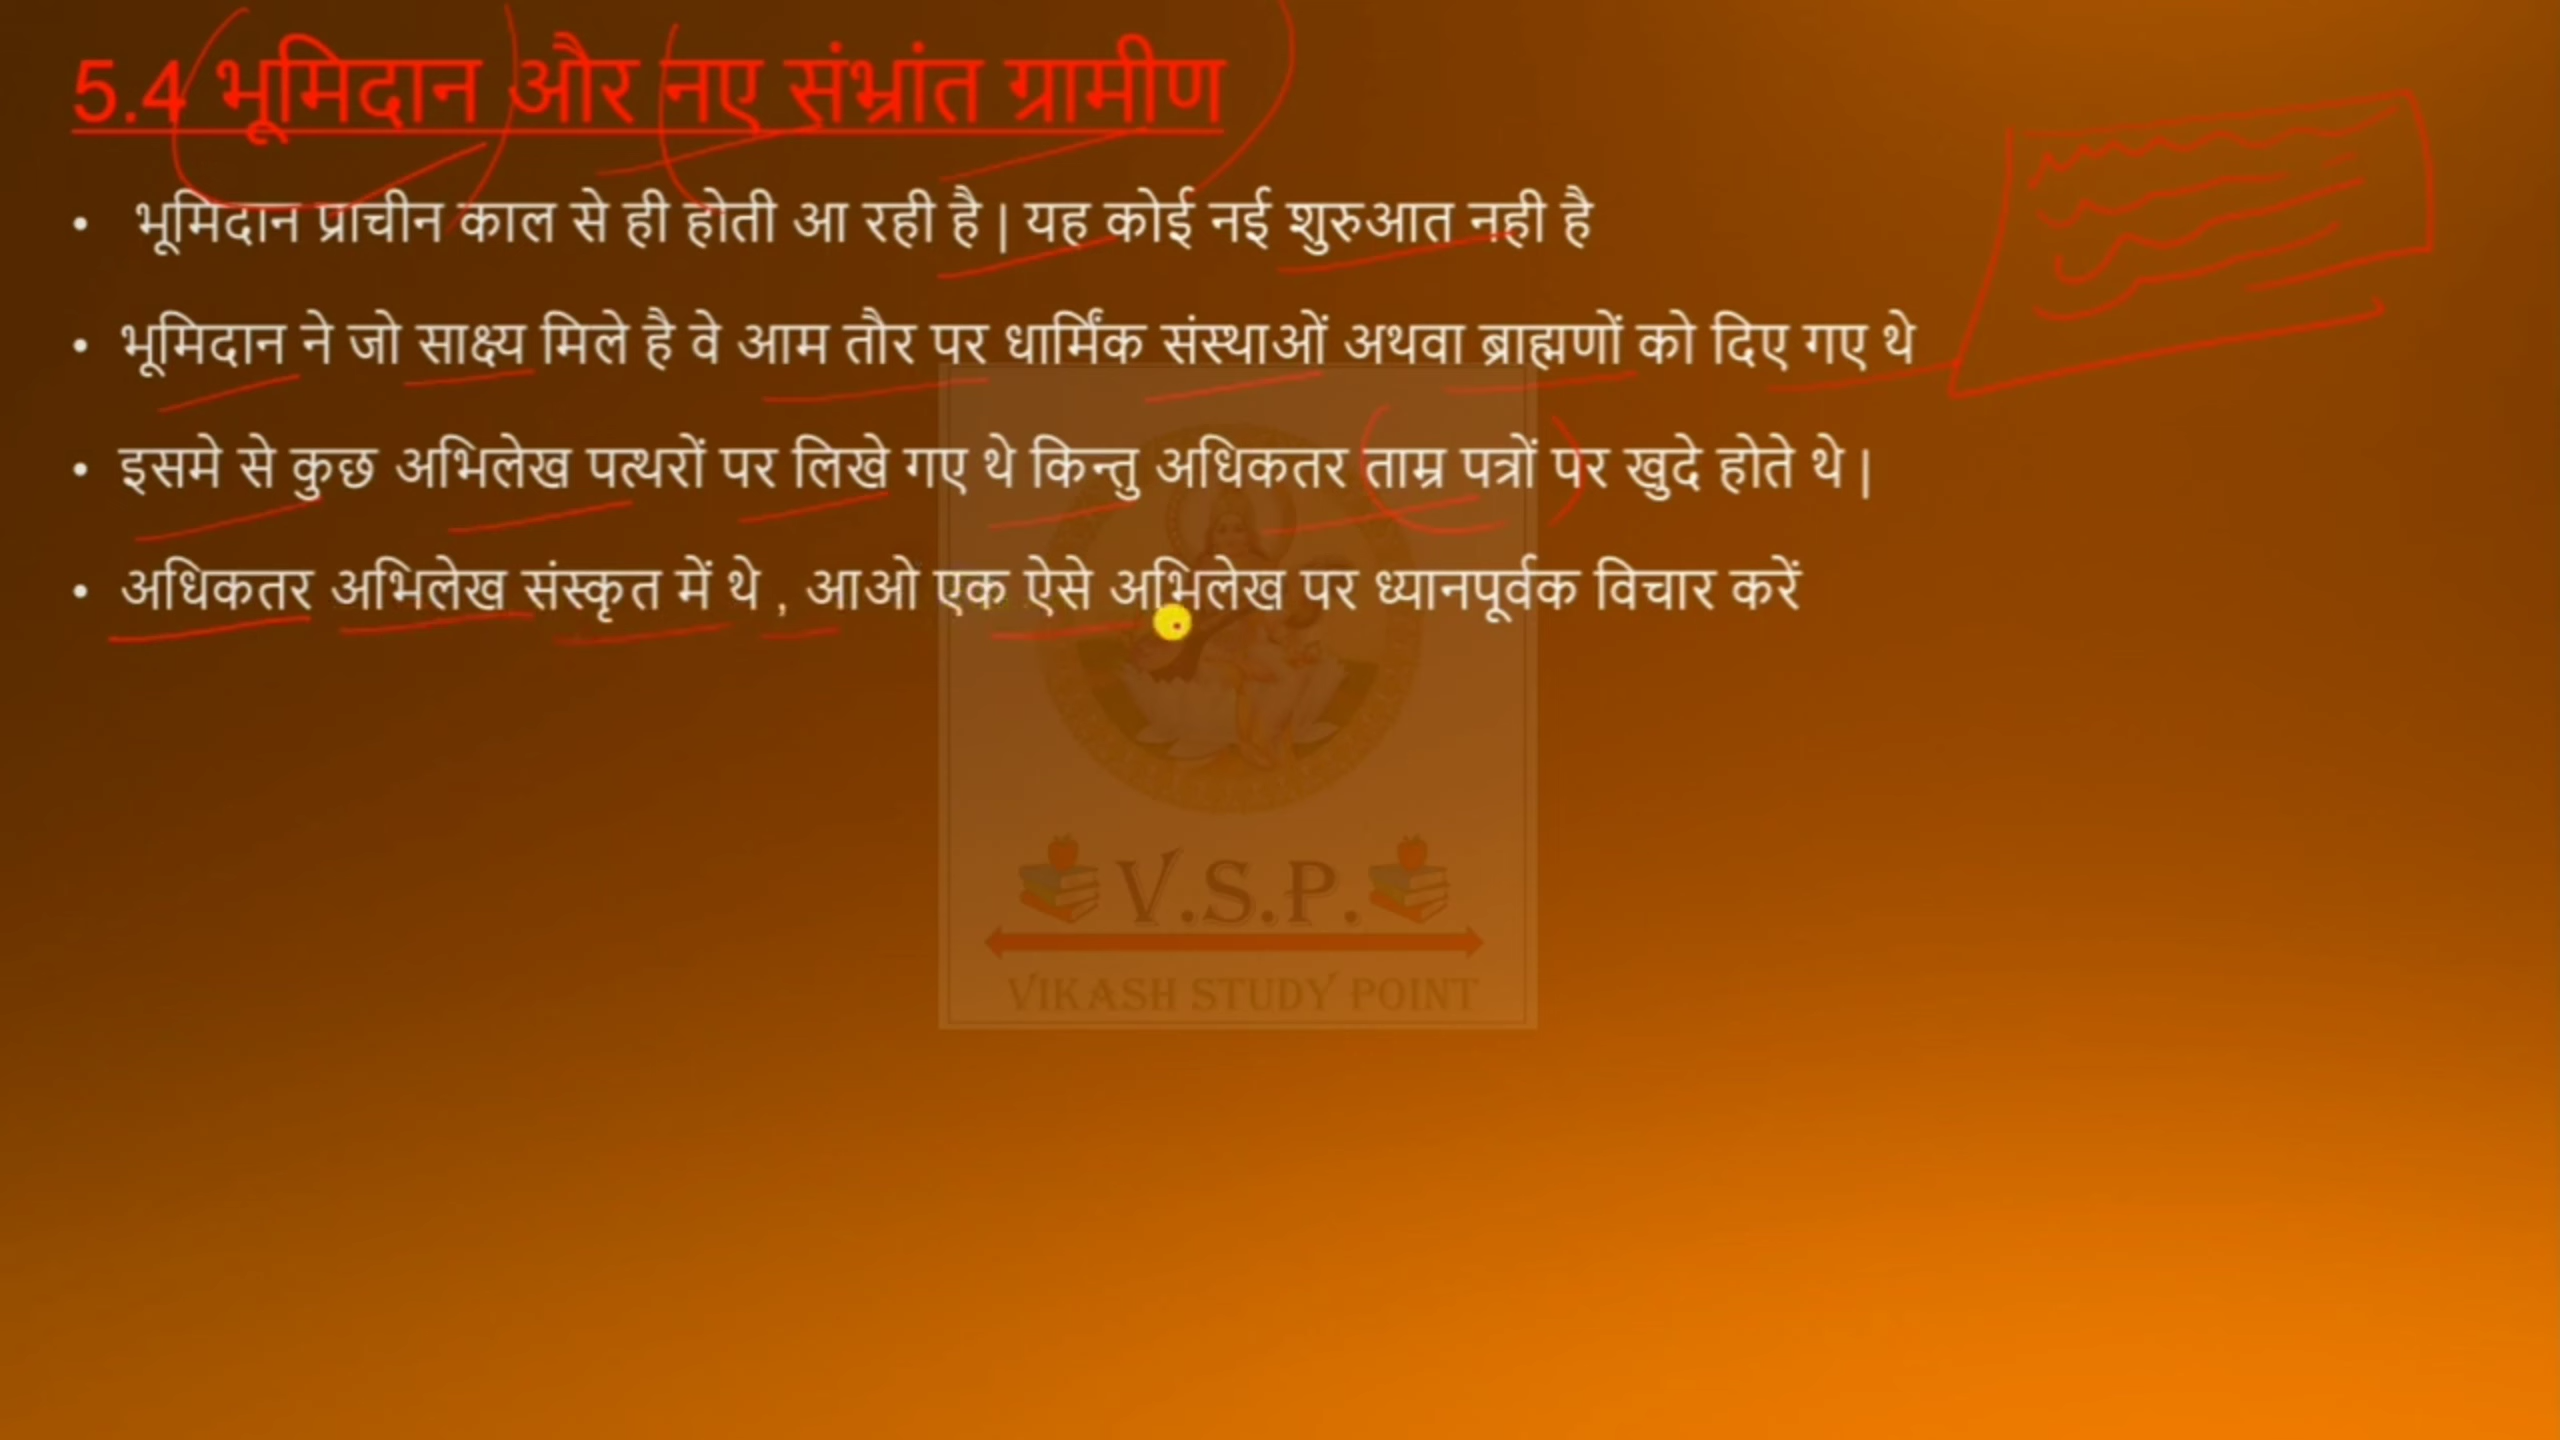 5.4 भूमिदान और नए संभ्रांत ग्रामीण
• भूमिदान प्राचीन काल से ही होती आ रही है | यह कोई नई शुरुआत नही है
• भूमिदान ने जो साक्ष्य मिले है वे आम तौर पर धार्मिक संस्थाओं अथवा ब्राह्मणों को दिए गए थे
• इसमे से कुछ अभिलेख पत्थरों पर लिखे गए थे किन्तु अधिकतर ताम्र पत्रों पर खुदे होते थे |
• अधिकतर अभिलेख संस्कृत में थे , आओ एक ऐसे अभिलेख पर ध्यानपूर्वक विचार करें
V.S.P.
VIKASH STUDY POINT